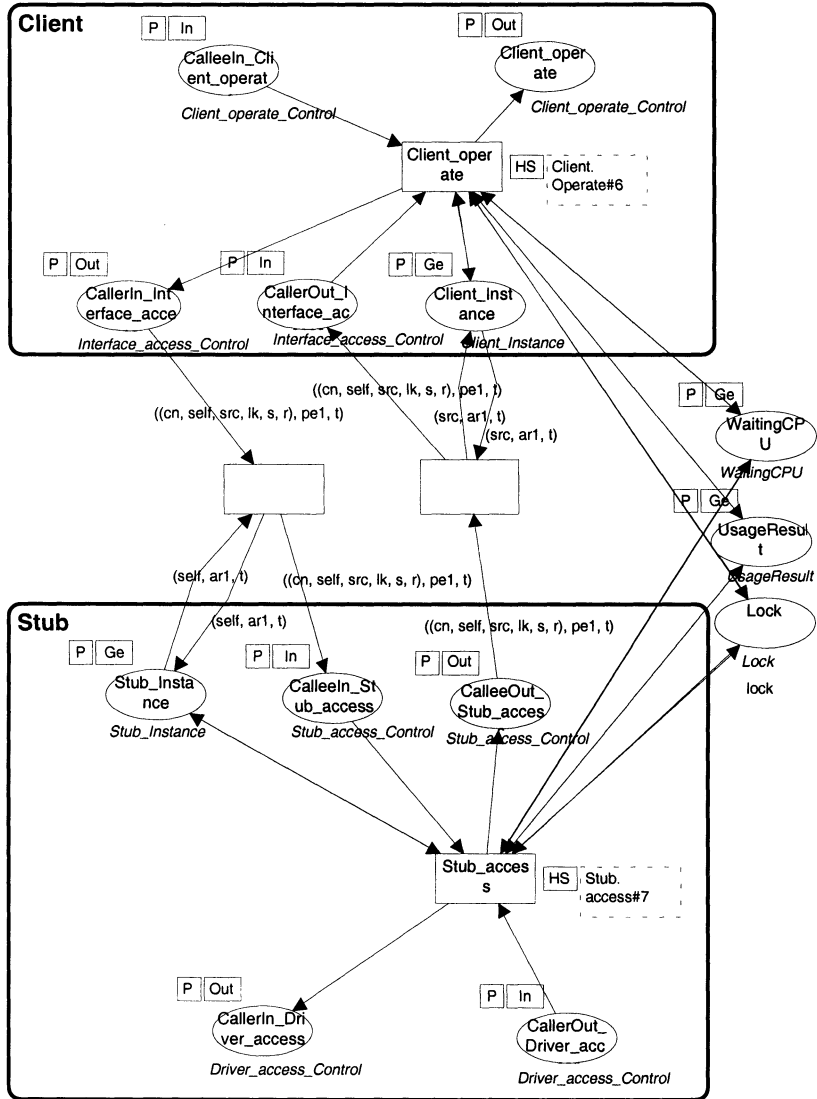 Client
P In
CalleeIn_Cli
ent_operat
Client_operate_Control
P Out
Client_oper
ate
Client_operate_Control
Client_oper
ate
HS
Client.
Operate#6
P Out
CallerIn_Int
erface_acce
Interface_access_Control
P In
CallerOut_I
nterface_ac
Interface_access_Control
P Ge
Client_Inst
ance
Client_Instance
((cn, self, src, lk, s, r), pe1, t)
((cn, self, src, lk, s, r), pe1, t)
(src, ar1, t)
(src, ar1, t)
P Ge
WaitingCP
U
WaitingCPU
P Ge
UsageResul
t
UsageResult
Lock
Lock
lock
(self, ar1, t)
((cn, self, src, lk, s, r), pe1, t)
(self, ar1, t)
((cn, self, src, lk, s, r), pe1, t)
Stub
P Ge
Stub_Insta
nce
Stub_Instance
P In
CalleeIn_St
ub_access
Stub_access_Control
P Out
CalleeOut_
Stub_acces
Stub_access_Control
Stub_acces
s
HS
Stub.
access#7
P Out
CallerIn_Dri
ver_access
Driver_access_Control
P In
CallerOut_
Driver_acc
Driver_access_Control